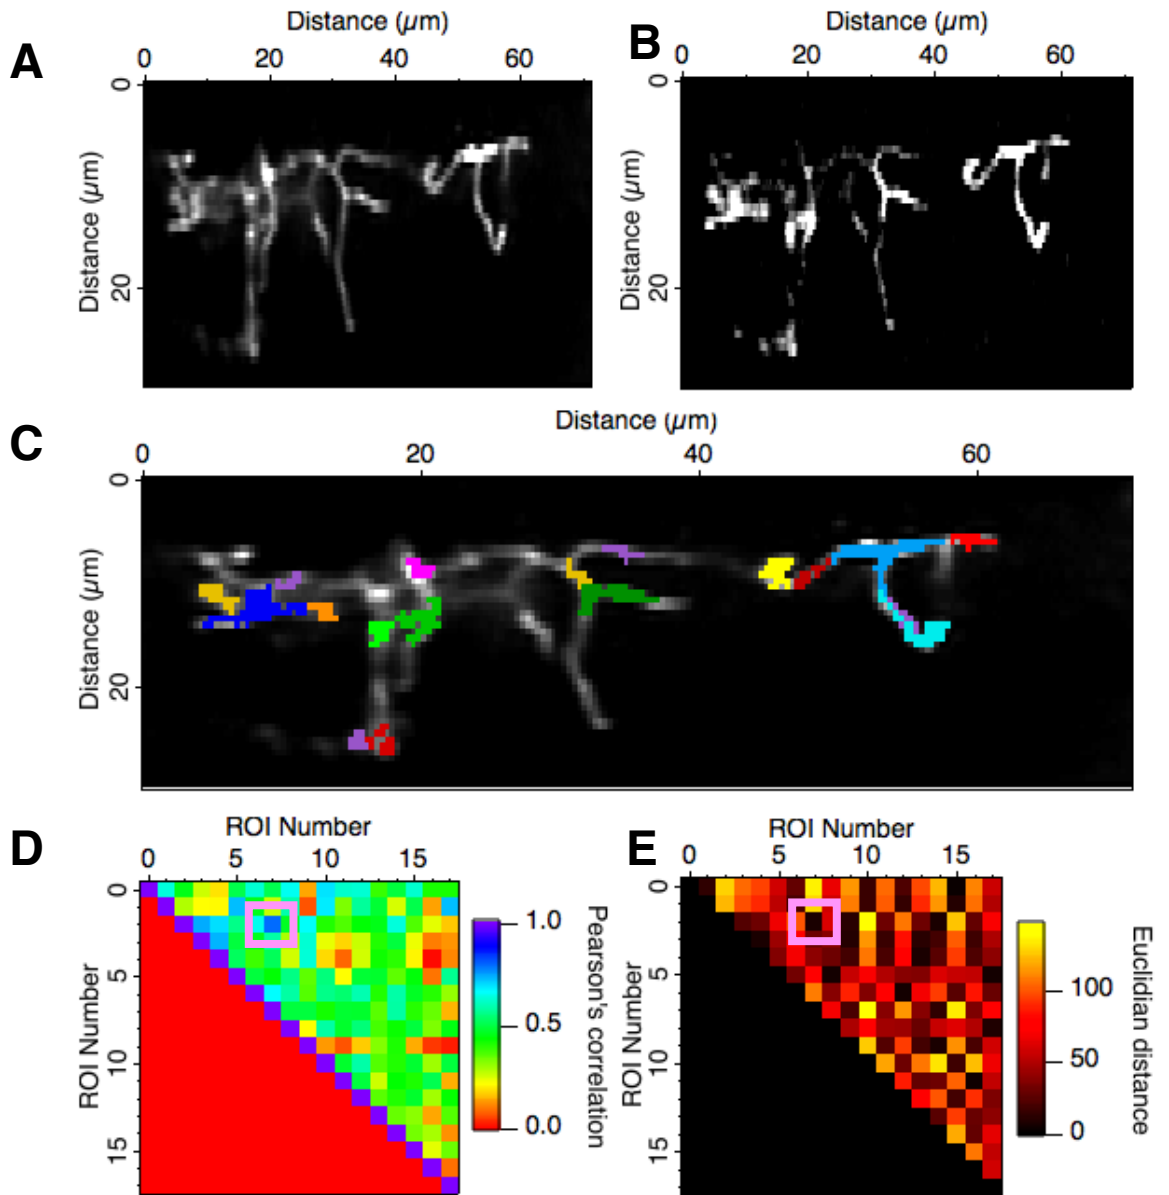 A
Distance (µm)
0 20 40 60
Distance (µm)
0
20
B
Distance (µm)
0 20 40 60
Distance (µm)
0
20
C
Distance (µm)
0 20 40 60
Distance (µm)
0
20
D
ROI Number
0 5 10 15
ROI Number
0
5
10
15
1.0
0.5
0.0
Pearson's correlation
E
ROI Number
0 5 10 15
ROI Number
0
5
10
15
100
50
0
Euclidian distance